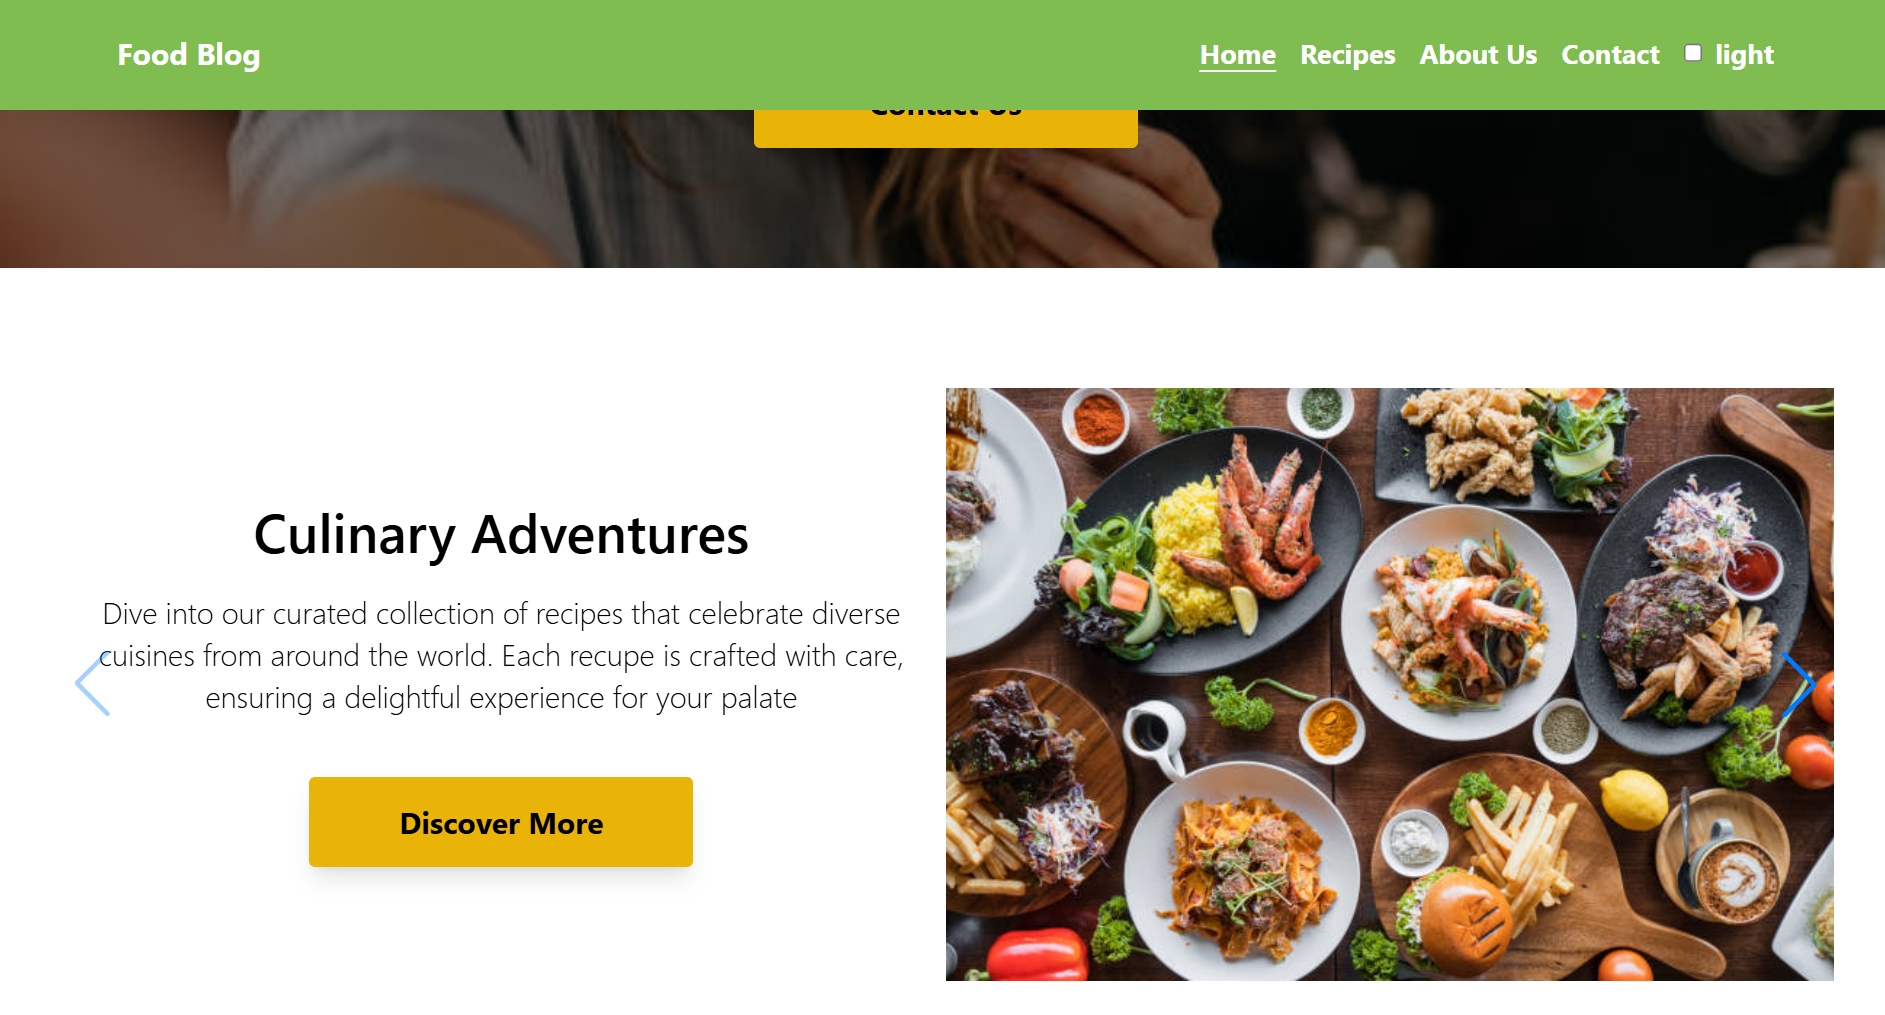 Food Blog
Home Recipes About Us Contact light
Contact Us
Culinary Adventures
Dive into our curated collection of recipes that celebrate diverse
cuisines from around the world. Each recupe is crafted with care,
ensuring a delightful experience for your palate
Discover More